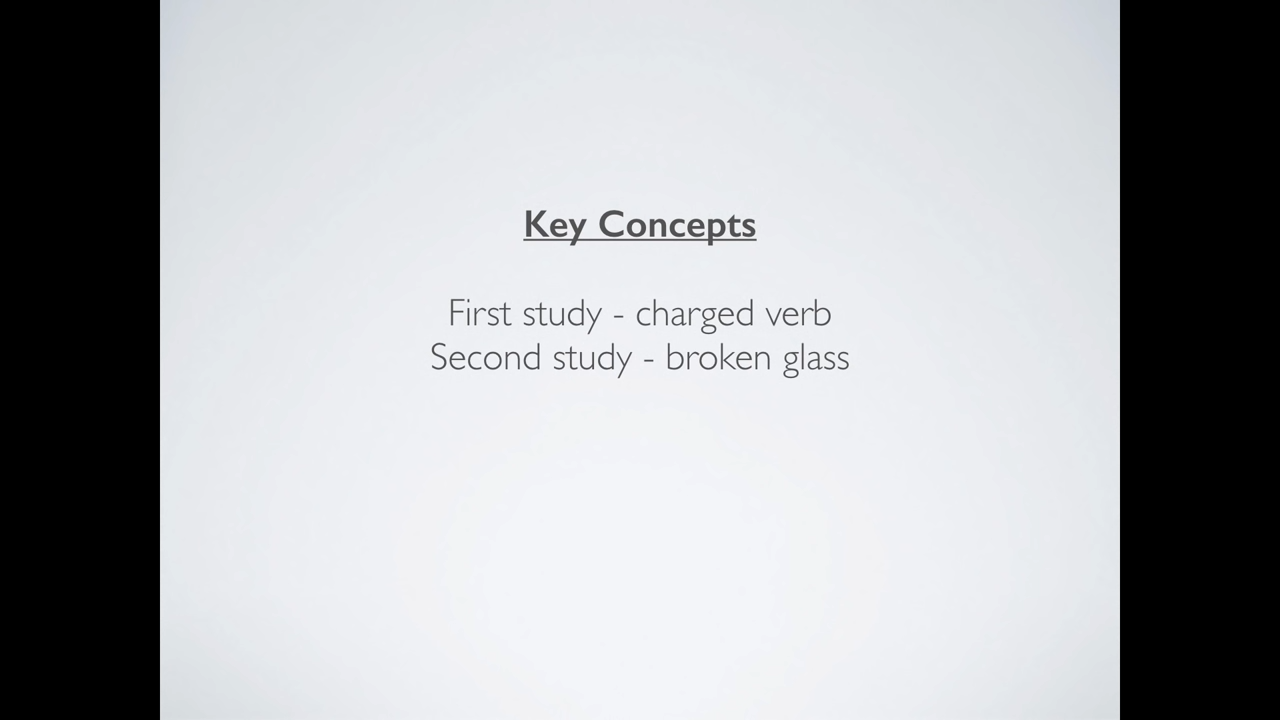 Key Concepts
First study - charged verb
Second study - broken glass